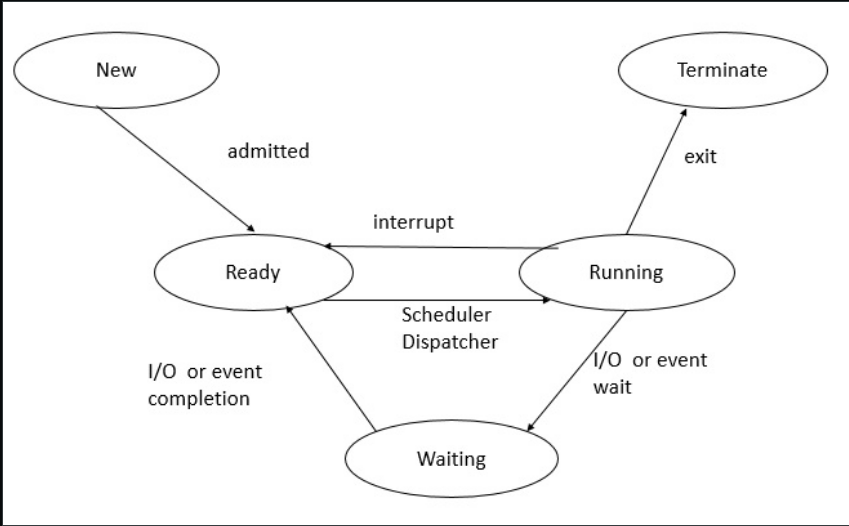 New
Terminate
admitted
exit
interrupt
Ready
Running
Scheduler
Dispatcher
I/O or event
completion
I/O or event
wait
Waiting